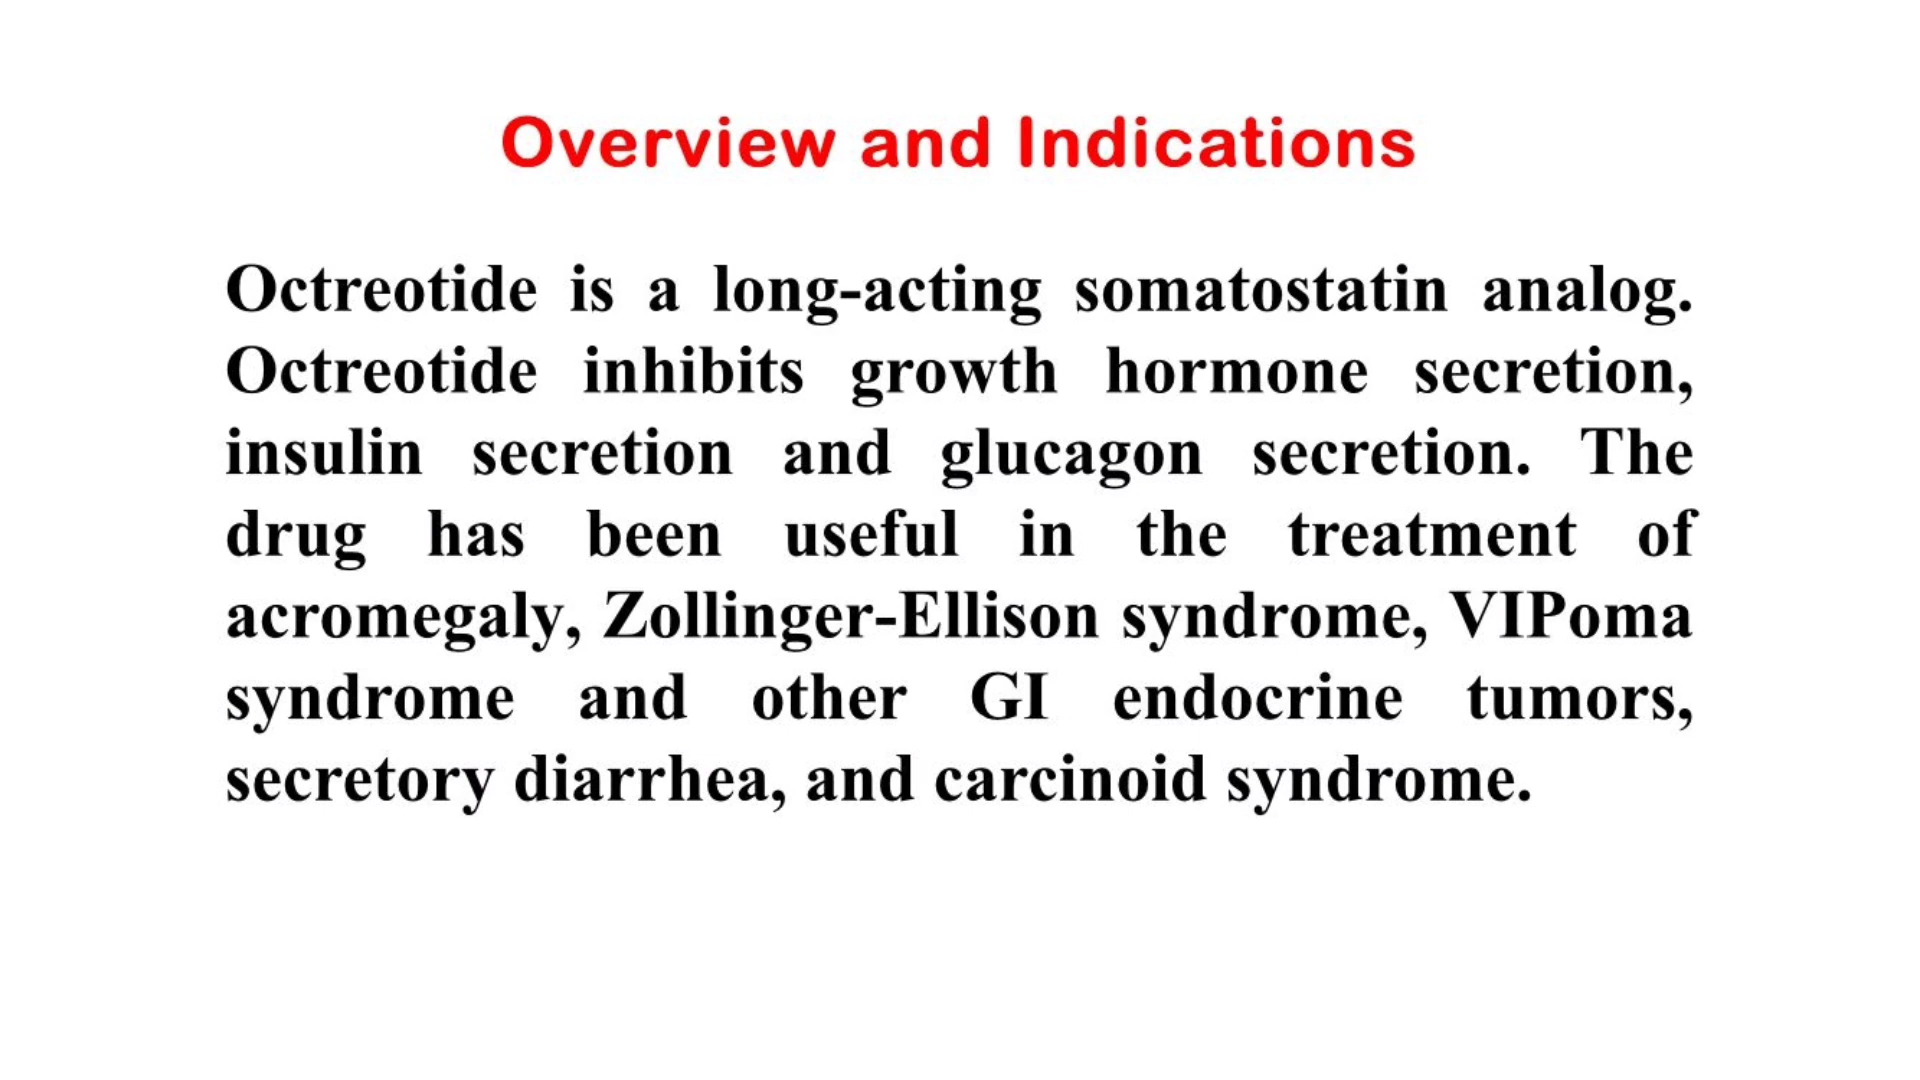 Overview and Indications
Octreotide is a long-acting somatostatin analog.
Octreotide inhibits growth hormone secretion,
insulin secretion and glucagon secretion. The
drug has been useful in the treatment of
acromegaly, Zollinger-Ellison syndrome, VIPoma
syndrome and other GI endocrine tumors,
secretory diarrhea, and carcinoid syndrome.